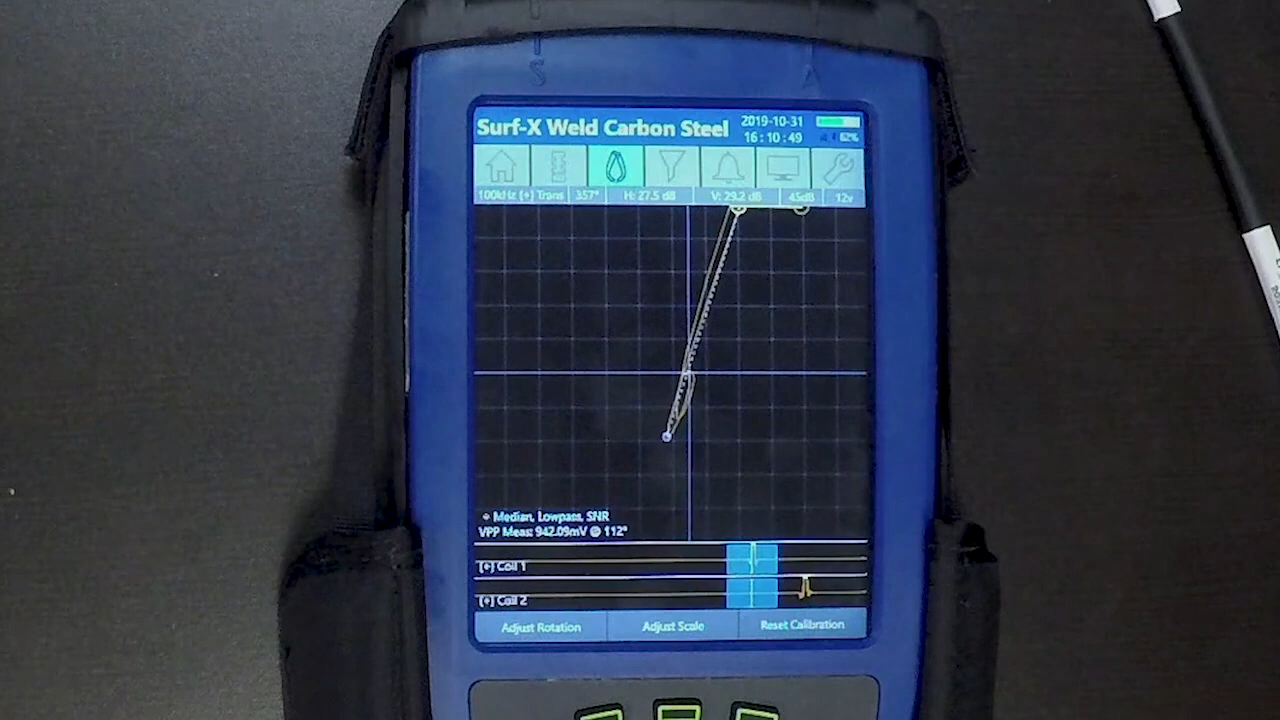 Surf-X Weld Carbon Steel
2019-10-31
16:10:49
62%
100kHz (+) Trans 357° H: 27.5 dB V: 29.2 dB 45dB 12v
+ Median, Lowpass, SNR
VPP Meas: 942.09mV @ 112°
[+] Coil 1
[+] Coil 2
Adjust Rotation Adjust Scale Reset Calibration